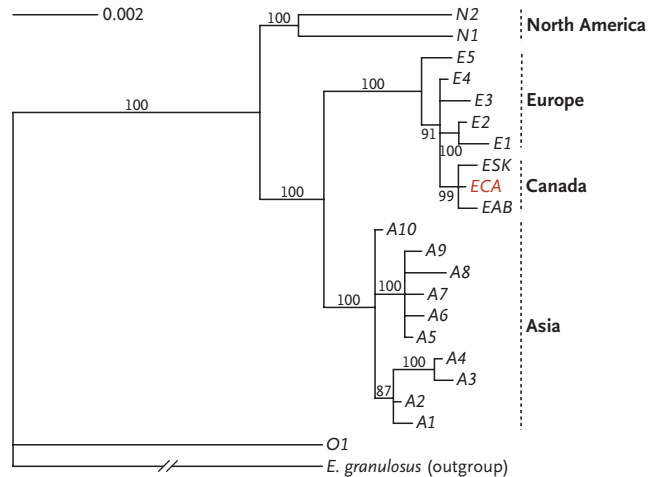 0.002
100
N2
N1
North America
100
100
E5
E4
E3
E2
E1
91
100
Europe
ESK
ECA
EAB
99
Canada
100
100
A10
A9
A8
A7
A6
A5
100
100
A4
A3
87
A2
A1
Asia
O1
E. granulosus (outgroup)